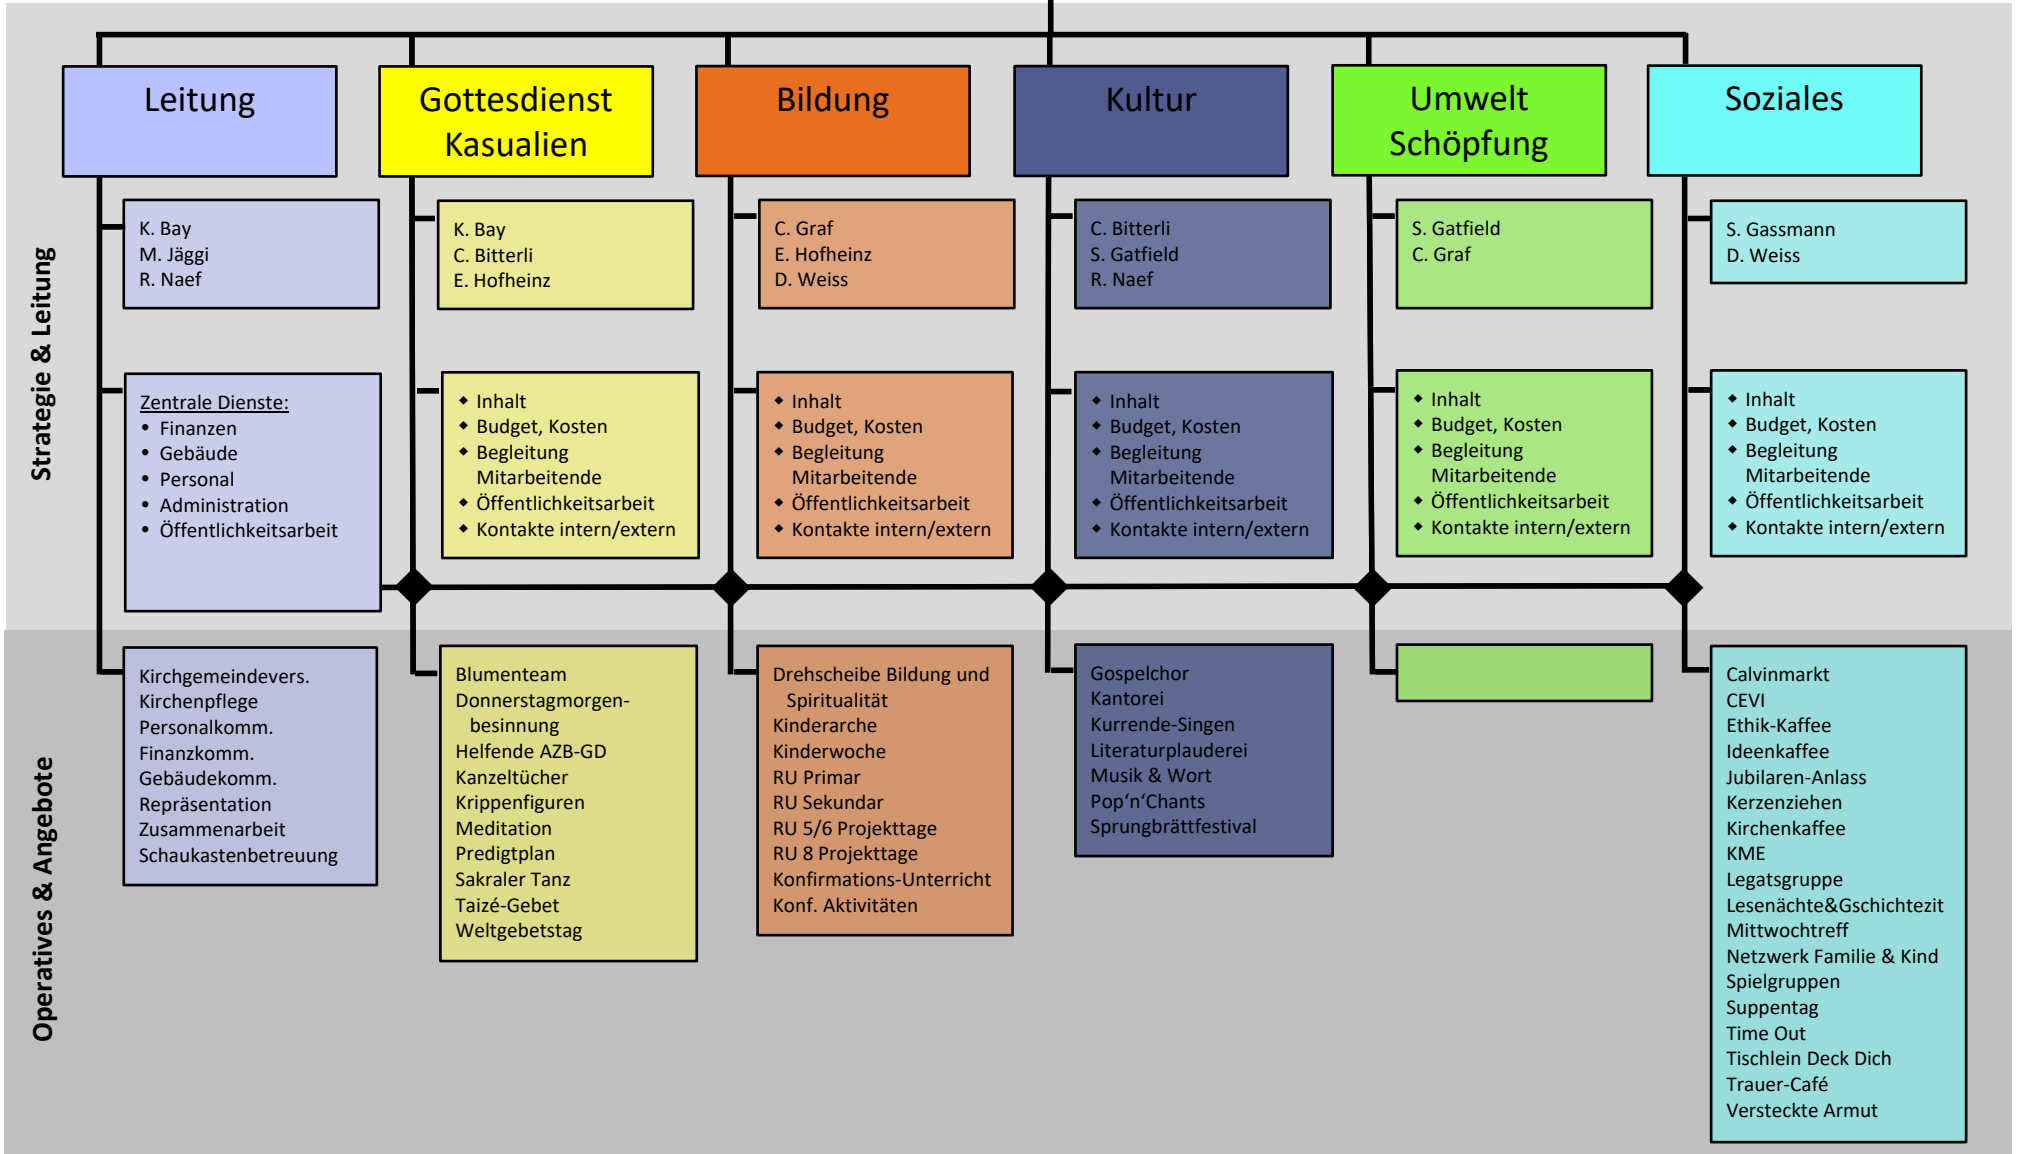 Leitung
Gottesdienst
Kasualien
Bildung
Kultur
Umwelt
Schöpfung
Soziales
Strategie & Leitung
K. Bay
M. Jäggi
R. Naef
K. Bay
C. Bitterli
E. Hofheinz
C. Graf
E. Hofheinz
D. Weiss
C. Bitterli
S. Gatfield
R. Naef
S. Gatfield
C. Graf
S. Gassmann
D. Weiss
Zentrale Dienste:
• Finanzen
• Gebäude
• Personal
• Administration
• Öffentlichkeitsarbeit
◆ Inhalt
◆ Budget, Kosten
◆ Begleitung
Mitarbeitende
◆ Öffentlichkeitsarbeit
◆ Kontakte intern/extern
◆ Inhalt
◆ Budget, Kosten
◆ Begleitung
Mitarbeitende
◆ Öffentlichkeitsarbeit
◆ Kontakte intern/extern
◆ Inhalt
◆ Budget, Kosten
◆ Begleitung
Mitarbeitende
◆ Öffentlichkeitsarbeit
◆ Kontakte intern/extern
◆ Inhalt
◆ Budget, Kosten
◆ Begleitung
Mitarbeitende
◆ Öffentlichkeitsarbeit
◆ Kontakte intern/extern
◆ Inhalt
◆ Budget, Kosten
◆ Begleitung
Mitarbeitende
◆ Öffentlichkeitsarbeit
◆ Kontakte intern/extern
Operatives & Angebote
Kirchgemeindevers.
Kirchenpflege
Personalkomm.
Finanzkomm.
Gebäudekomm.
Repräsentation
Zusammenarbeit
Schaukastenbetreuung
Blumenteam
Donnerstagmorgen-
besinnung
Helfende AZB-GD
Kanzeltücher
Krippenfiguren
Meditation
Predigtplan
Sakraler Tanz
Taizé-Gebet
Weltgebetstag
Drehscheibe Bildung und
Spiritualität
Kinderarche
Kinderwoche
RU Primar
RU Sekundar
RU 5/6 Projekttage
RU 8 Projekttage
Konfirmations-Unterricht
Konf. Aktivitäten
Gospelchor
Kantorei
Kurrende-Singen
Literaturplauderei
Musik & Wort
Pop‘n‘Chants
Sprungbrättfestival
Calvinmarkt
CEVI
Ethik-Kaffee
Ideenkaffee
Jubilaren-Anlass
Kerzenziehen
Kirchenkaffee
KME
Legatsgruppe
Lesenächte&Gschichtezit
Mittwochtreff
Netzwerk Familie & Kind
Spielgruppen
Suppentag
Time Out
Tischlein Deck Dich
Trauer-Café
Versteckte Armut